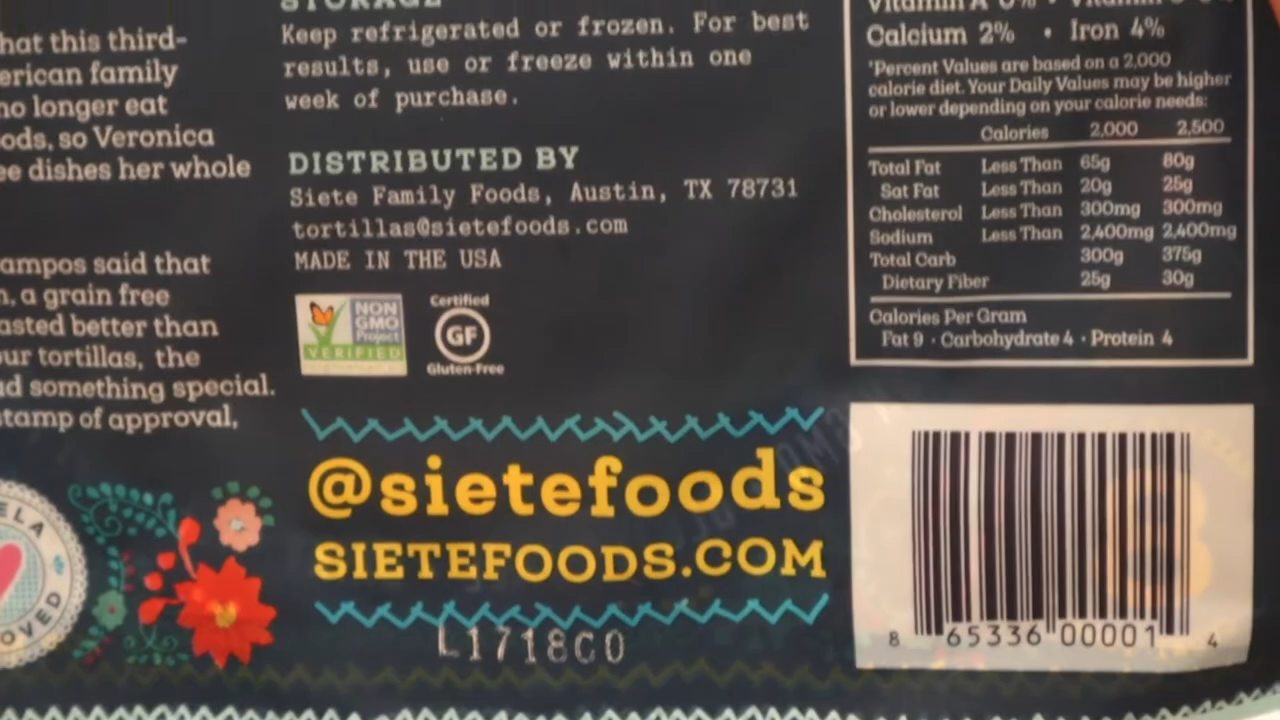 hat this third-
erican family
no longer eat
ods, so Veronica
ee dishes her whole
ampos said that
, a grain free
asted better than
ur tortillas, the
d something special.
stamp of approval,
ELA
OVED
STORAGE
Keep refrigerated or frozen. For best
results, use or freeze within one
week of purchase.
DISTRIBUTED BY
Siete Family Foods, Austin, TX 78731
tortillas@sietefoods.com
MADE IN THE USA
NON
GMO
Project
VERIFIED
Certified
GF
Gluten-Free
@sietefoods
SIETEFOODS.COM
L1718C0
Vitamin A 0% •
Calcium 2% • Iron 4%
*Percent Values are based on a 2,000
calorie diet. Your Daily Values may be higher
or lower depending on your calorie needs:
Calories 2,000 2,500
Total Fat Less Than 65g 80g
Sat Fat Less Than 20g 25g
Cholesterol Less Than 300mg 300mg
Sodium Less Than 2,400mg 2,400mg
Total Carb 300g 375g
Dietary Fiber 25g 30g
Calories Per Gram
Fat 9 · Carbohydrate 4 · Protein 4
8 65336 00001 4